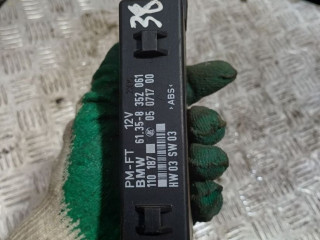 38
PM-FT 12V
BMW 61.35-8 352 061
110 187 05 0717 00
>ABS<
HW 03 SW 03